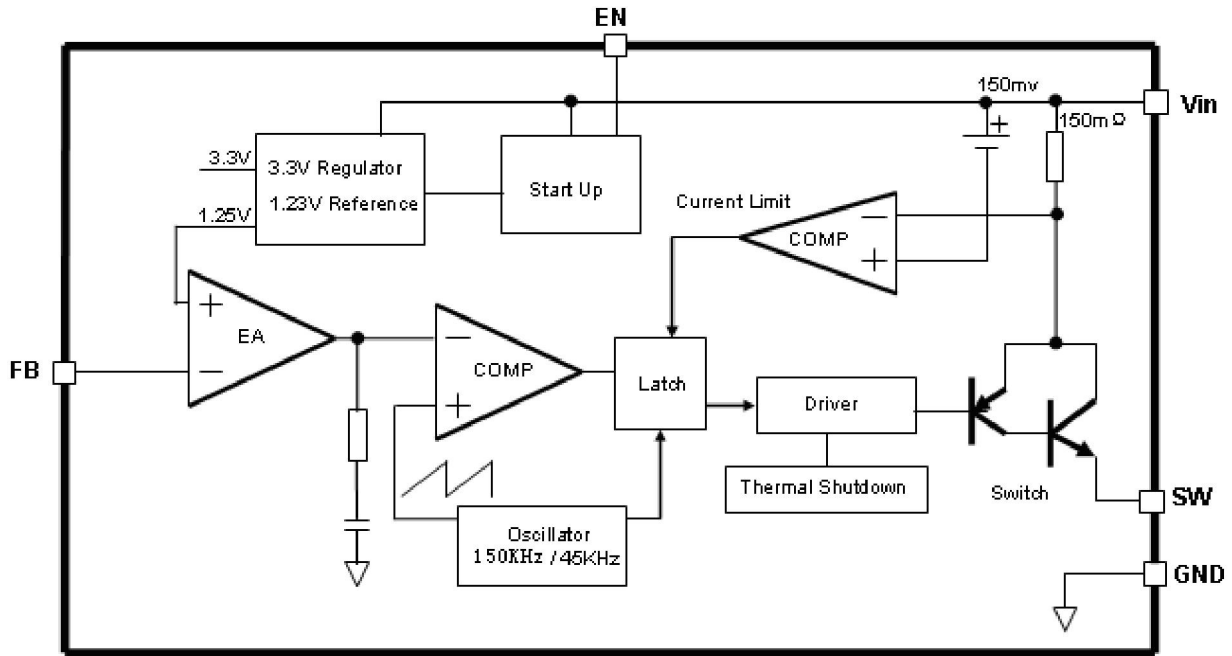 EN
150mv
Vin
+
150mΩ
3.3V
3.3V Regulator
1.23V Reference
Start Up
1.25V
Current Limit
COMP
−
+
+
EA
−
FB
−
COMP
+
Latch
Driver
Thermal Shutdown
Switch
SW
Oscillator
150KHz /45KHz
GND